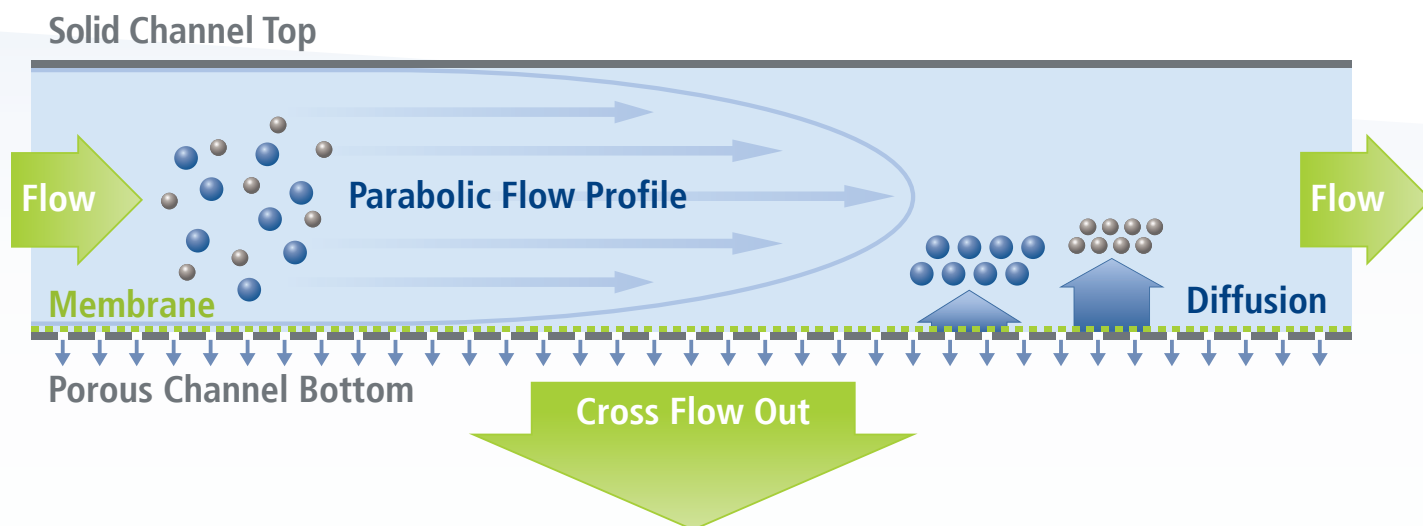 Solid Channel Top
Flow
Parabolic Flow Profile
Flow
Membrane
Diffusion
Porous Channel Bottom
Cross Flow Out